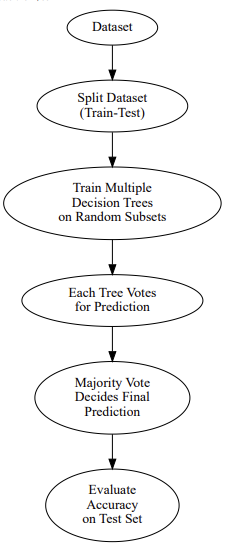 Dataset
Split Dataset
(Train-Test)
Train Multiple
Decision Trees
on Random Subsets
Each Tree Votes
for Prediction
Majority Vote
Decides Final
Prediction
Evaluate
Accuracy
on Test Set